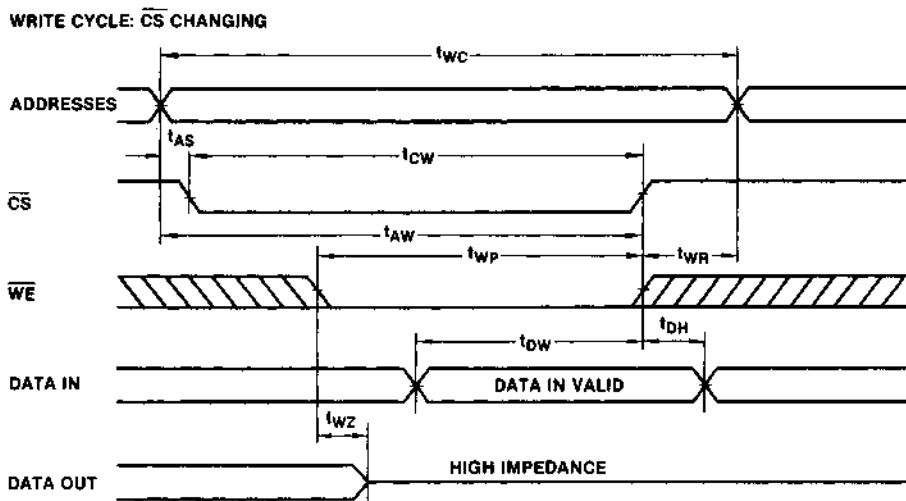 WRITE CYCLE: CS CHANGING
tWC
ADDRESSES
tAS
tCW
CS
tAW
tWP
tWR
WE
tDW
tDH
DATA IN
DATA IN VALID
tWZ
HIGH IMPEDANCE
DATA OUT